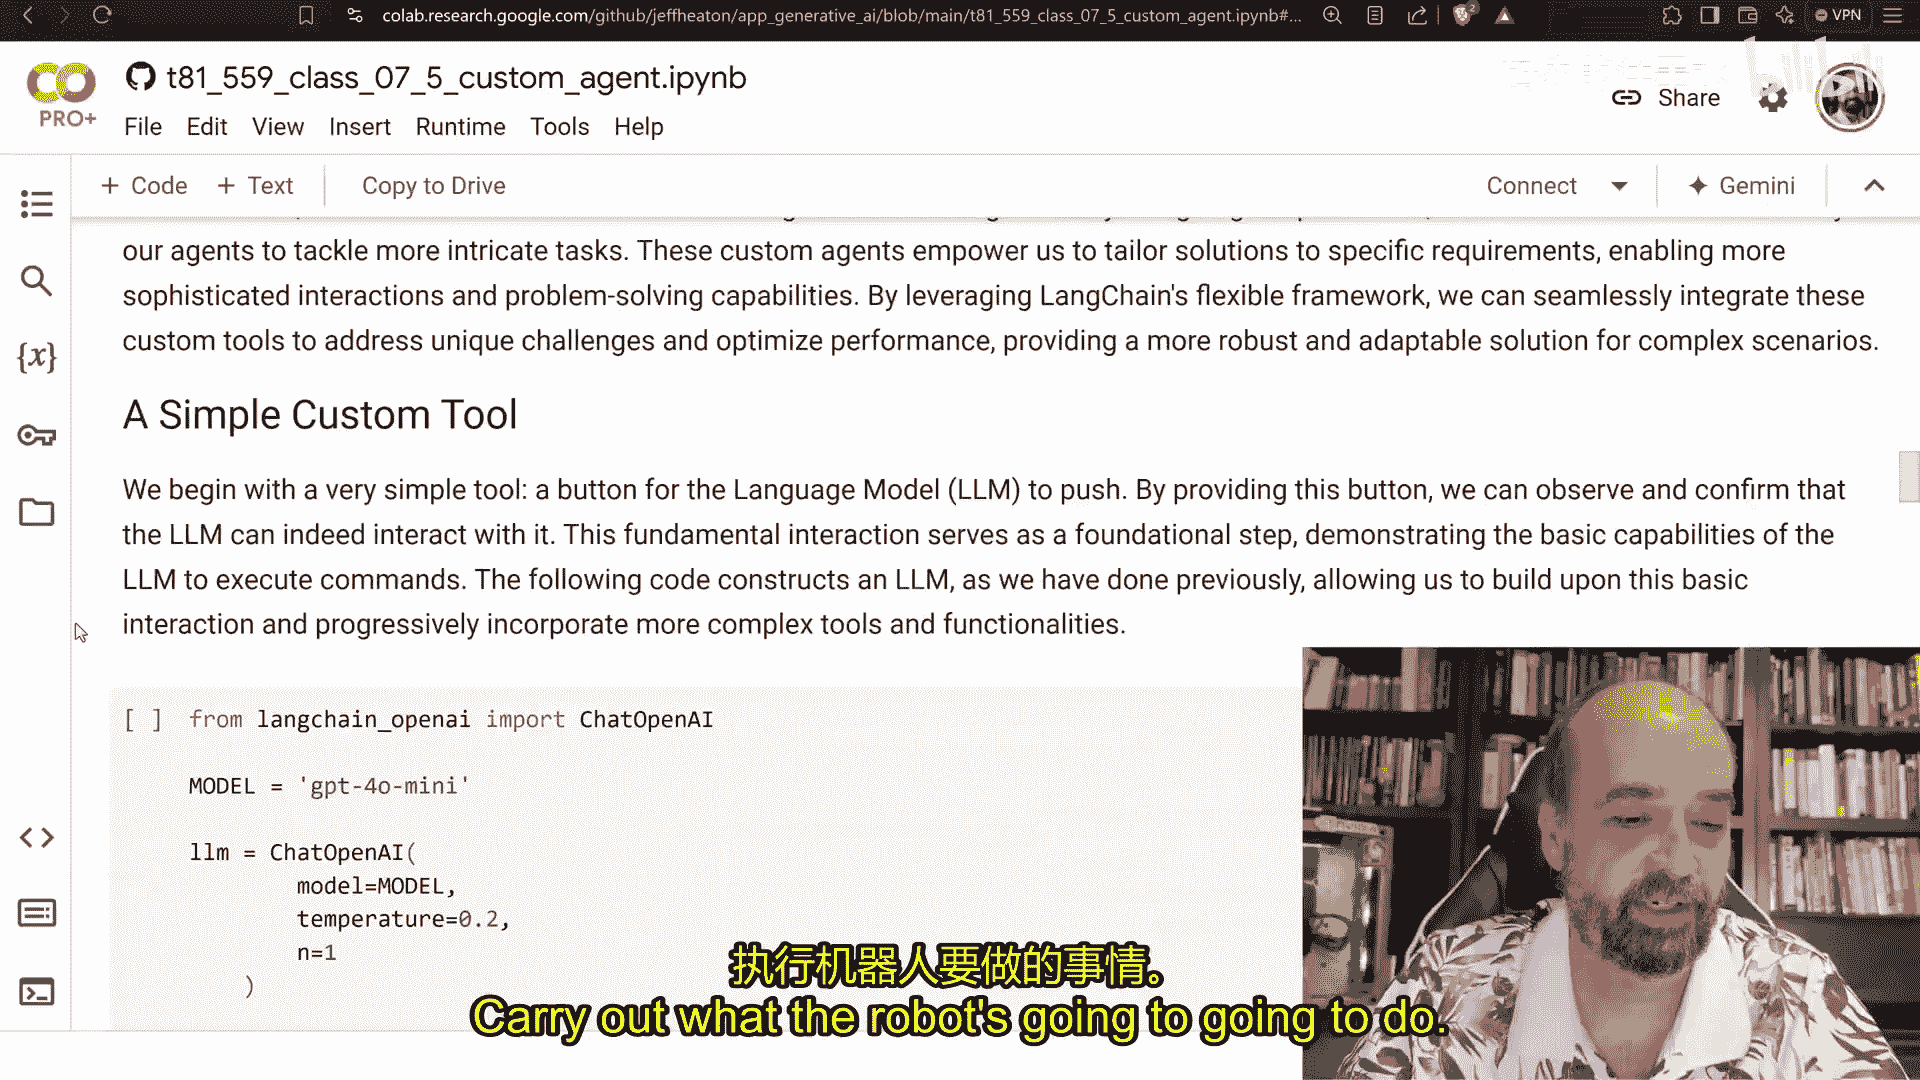 colab.research.google.com/github/jeffheaton/app_generative_ai/blob/main/t81_559_class_07_5_custom_agent.ipynb#...
2
VPN
t81_559_class_07_5_custom_agent.ipynb
PRO+
File Edit View Insert Runtime Tools Help
Share
+ Code + Text Copy to Drive
Connect
Gemini
our agents to tackle more intricate tasks. These custom agents empower us to tailor solutions to specific requirements, enabling more
sophisticated interactions and problem-solving capabilities. By leveraging LangChain's flexible framework, we can seamlessly integrate these
custom tools to address unique challenges and optimize performance, providing a more robust and adaptable solution for complex scenarios.
A Simple Custom Tool
We begin with a very simple tool: a button for the Language Model (LLM) to push. By providing this button, we can observe and confirm that
the LLM can indeed interact with it. This fundamental interaction serves as a foundational step, demonstrating the basic capabilities of the
LLM to execute commands. The following code constructs an LLM, as we have done previously, allowing us to build upon this basic
interaction and progressively incorporate more complex tools and functionalities.
[ ] from langchain_openai import ChatOpenAI
MODEL = 'gpt-4o-mini'
llm = ChatOpenAI(
model=MODEL,
temperature=0.2,
n=1
)
执行机器人要做的事情。
Carry out what the robot's going to going to do.